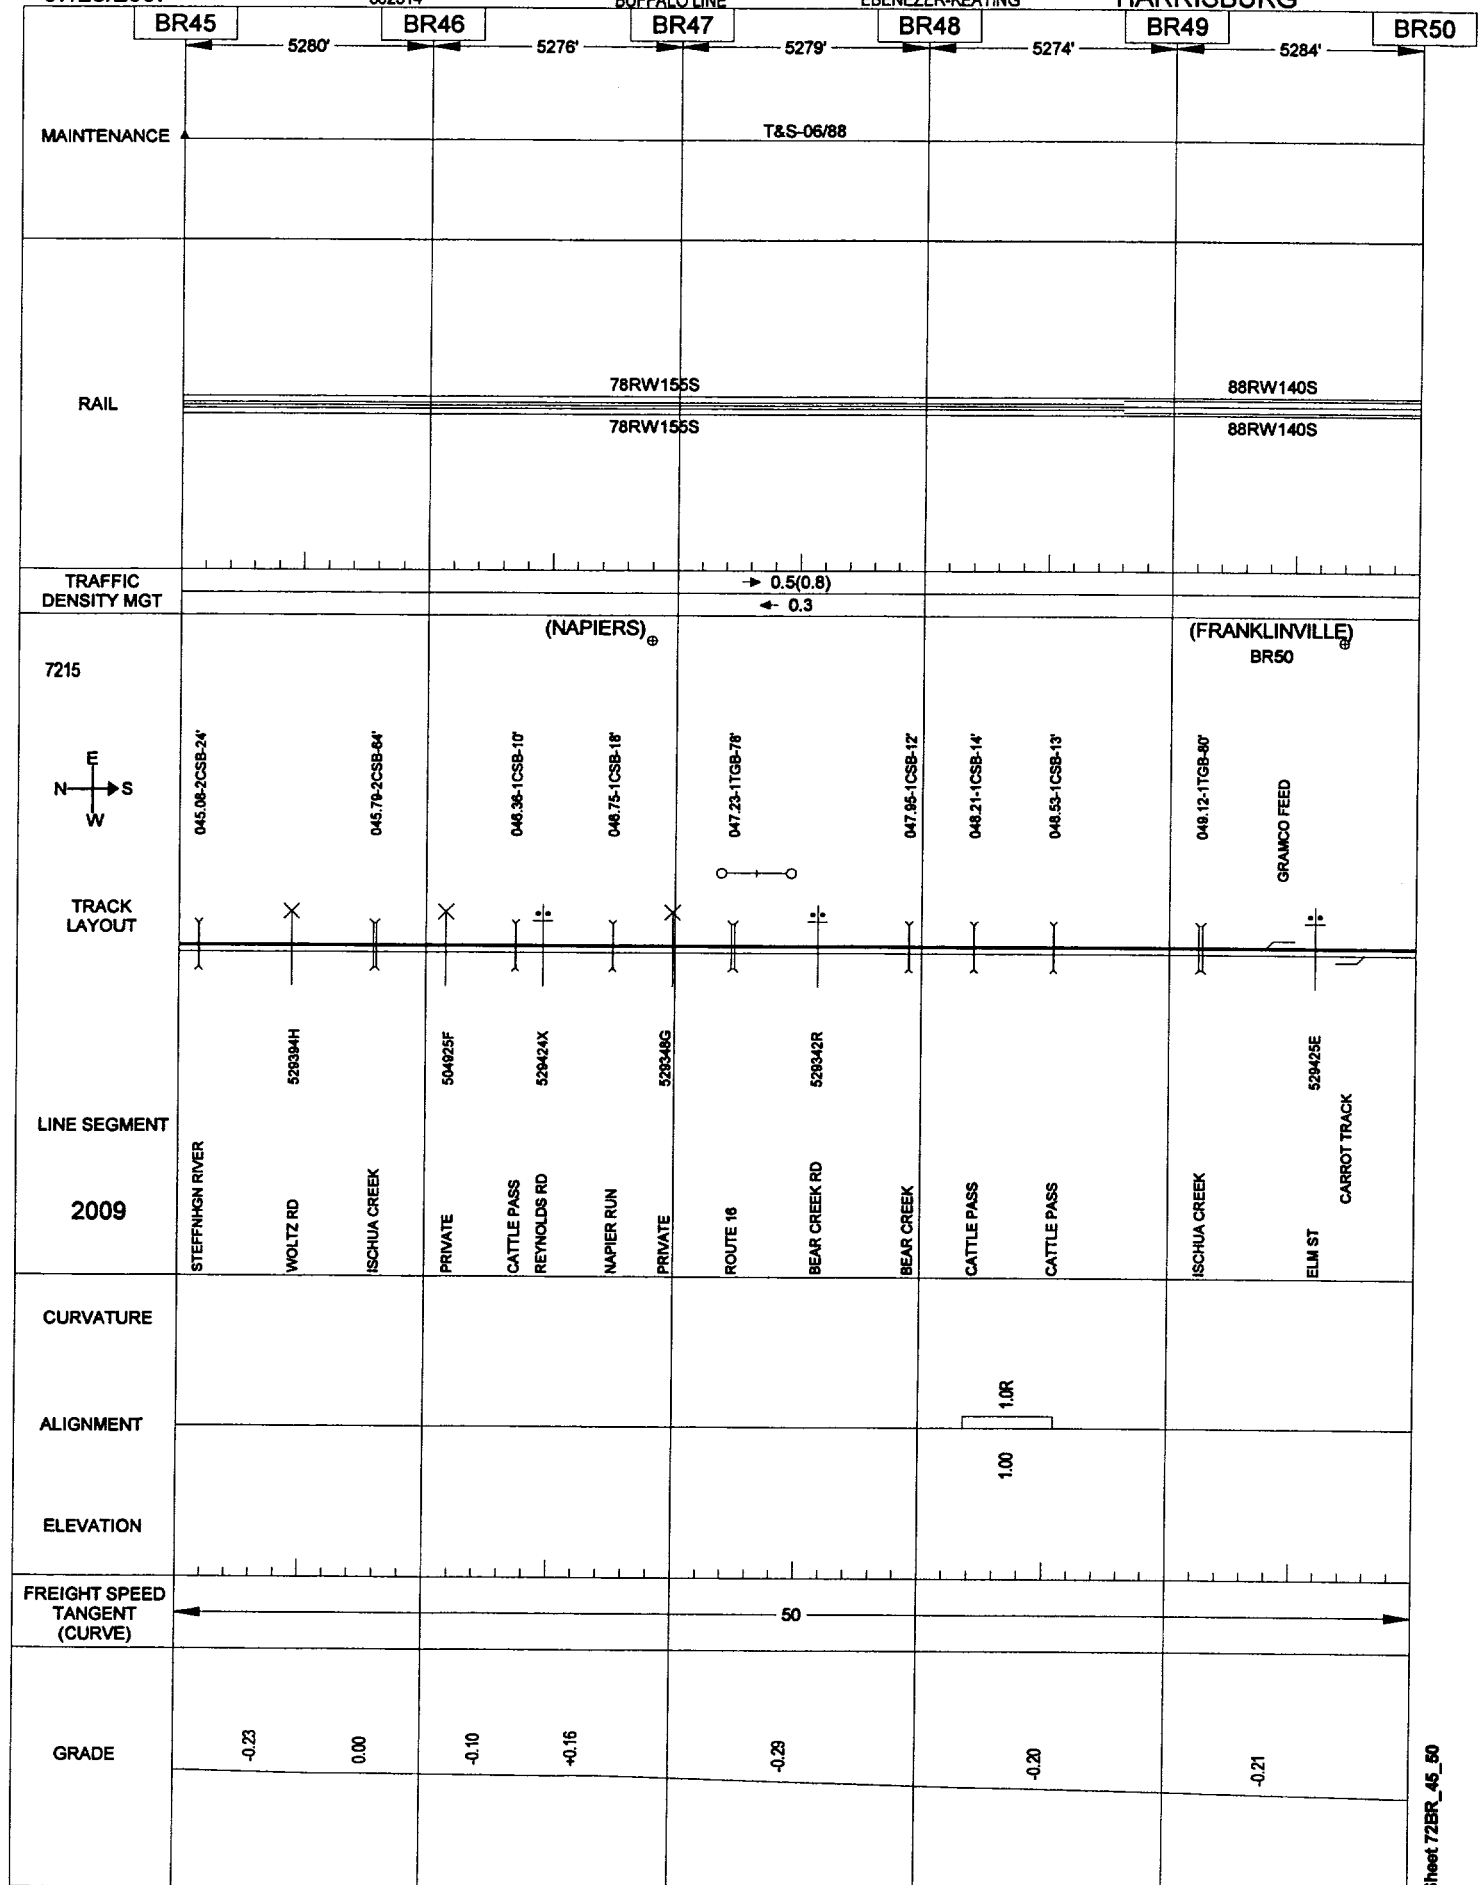 BUFFALO LINE
EBENEZER-KEATING
HARRISBURG
BR45
BR46
BR47
BR48
BR49
BR50
5280'
5276'
5279'
5274'
5284'
MAINTENANCE
T&S-06/88
RAIL
78RW155S
88RW140S
78RW155S
88RW140S
TRAFFIC
DENSITY MGT
0.5(0.8)
0.3
(NAPIERS)
(FRANKLINVILLE)
BR50
7215
E
N
S
W
045.08-2CSB-24'
045.79-2CSB-64'
046.36-1CSB-10'
046.75-1CSB-18'
047.23-1TGB-78'
047.95-1CSB-12'
048.21-1CSB-14'
048.53-1CSB-13'
049.12-1TGB-80'
GRAMCO FEED
TRACK
LAYOUT
529394H
504925F
529424X
529348G
529342R
529425E
LINE SEGMENT
2009
STEFFNHGN RIVER
WOLTZ RD
ISCHUA CREEK
PRIVATE
CATTLE PASS
REYNOLDS RD
NAPIER RUN
PRIVATE
ROUTE 16
BEAR CREEK RD
BEAR CREEK
CATTLE PASS
CATTLE PASS
ISCHUA CREEK
ELM ST
CARROT TRACK
CURVATURE
1.0R
ALIGNMENT
1.00
ELEVATION
FREIGHT SPEED
TANGENT
(CURVE)
50
GRADE
-0.23
0.00
-0.10
+0.16
-0.29
-0.20
-0.21
Sheet 72BR_45_50